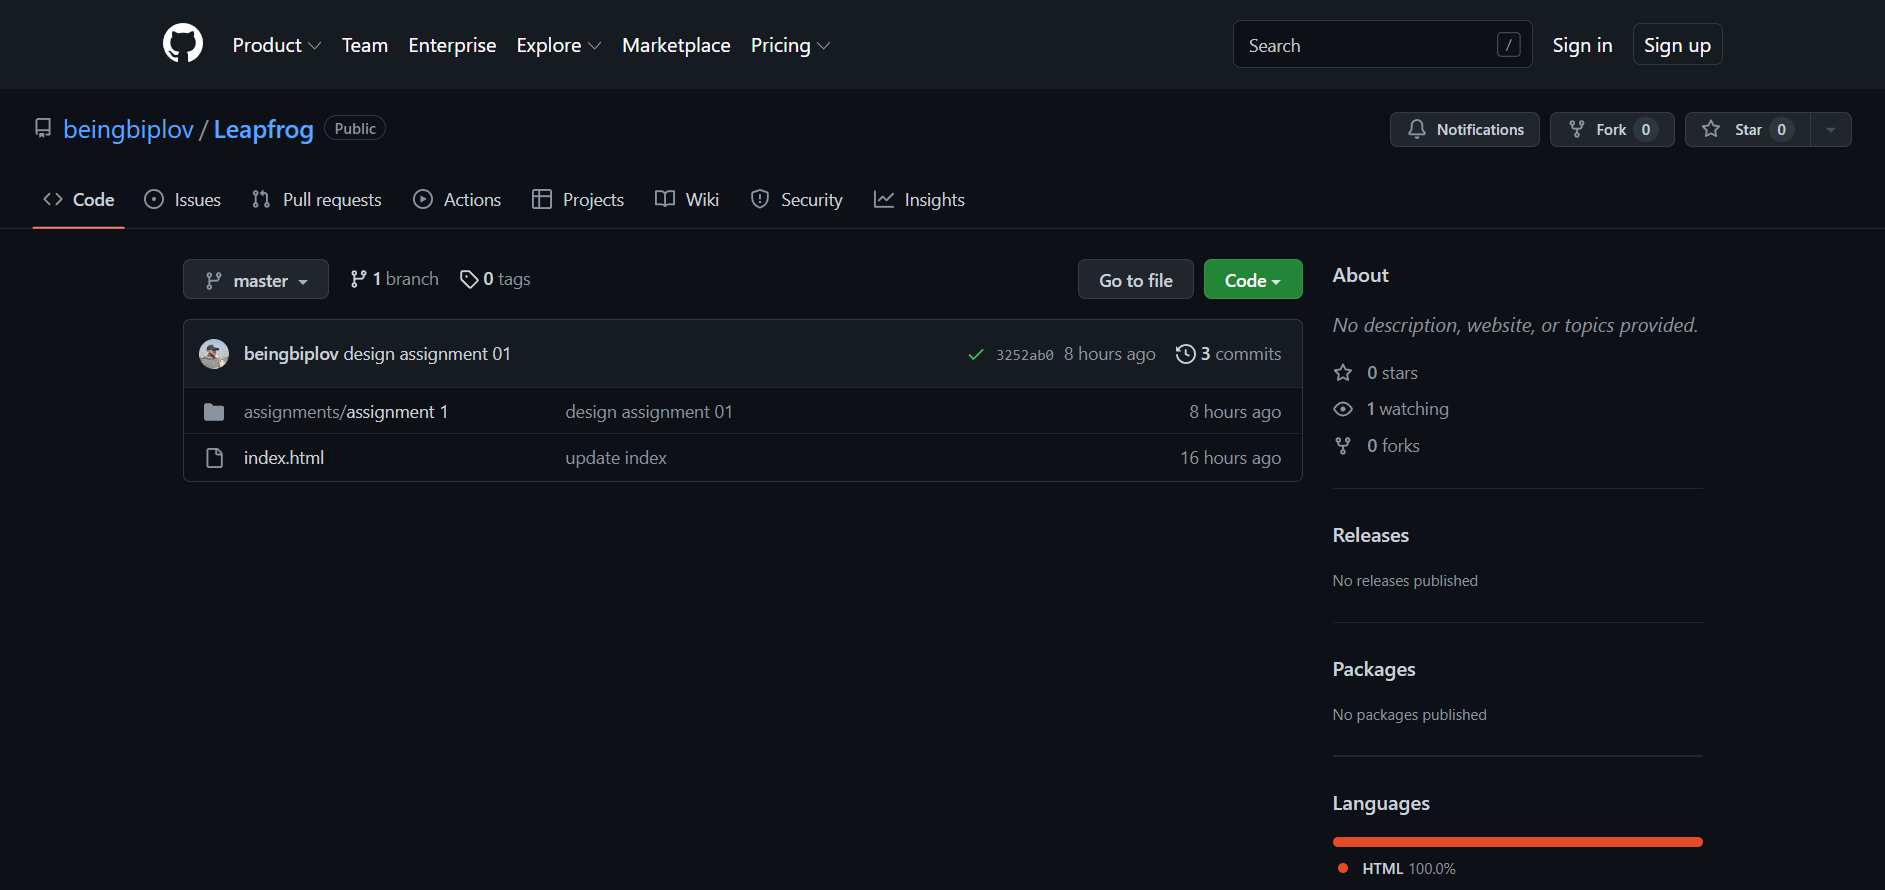 Product Team Enterprise Explore Marketplace Pricing Search / Sign in Sign up
beingbiplov / Leapfrog Public Notifications Fork 0 Star 0
Code Issues Pull requests Actions Projects Wiki Security Insights
master 1 branch 0 tags Go to file Code
beingbiplov design assignment 01 3252ab0 8 hours ago 3 commits
assignments/assignment 1 design assignment 01 8 hours ago
index.html update index 16 hours ago
About
No description, website, or topics provided.
0 stars
1 watching
0 forks
Releases
No releases published
Packages
No packages published
Languages
HTML 100.0%